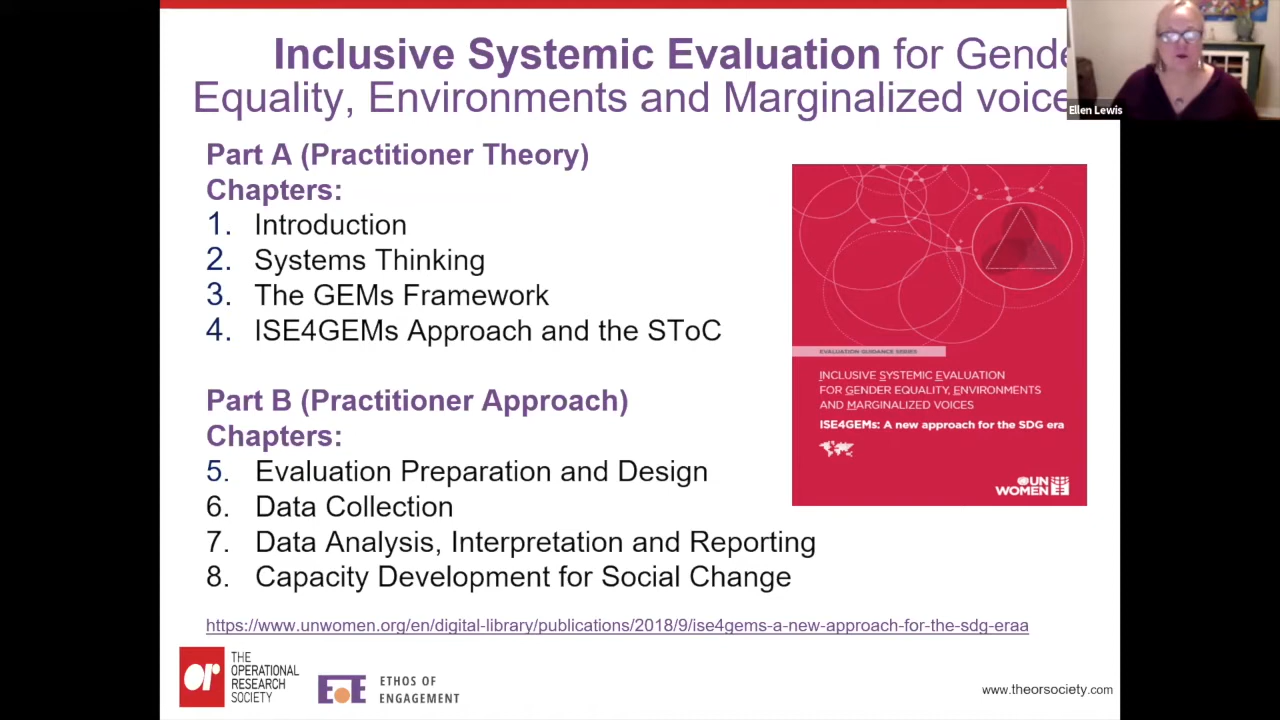 Inclusive Systemic Evaluation for Gende
Equality, Environments and Marginalized voice
Ellen Lewis
Part A (Practitioner Theory)
Chapters:
1. Introduction
2. Systems Thinking
3. The GEMs Framework
4. ISE4GEMs Approach and the SToC
Part B (Practitioner Approach)
Chapters:
5. Evaluation Preparation and Design
6. Data Collection
7. Data Analysis, Interpretation and Reporting
8. Capacity Development for Social Change
EVALUATION GUIDANCE SERIES
INCLUSIVE SYSTEMIC EVALUATION
FOR GENDER EQUALITY, ENVIRONMENTS
AND MARGINALIZED VOICES
ISE4GEMs: A new approach for the SDG era
UN
WOMEN
https://www.unwomen.org/en/digital-library/publications/2018/9/ise4gems-a-new-approach-for-the-sdg-eraa
or
THE
OPERATIONAL
RESEARCH
SOCIETY
EOE
ETHOS OF
ENGAGEMENT
www.theorsociety.com